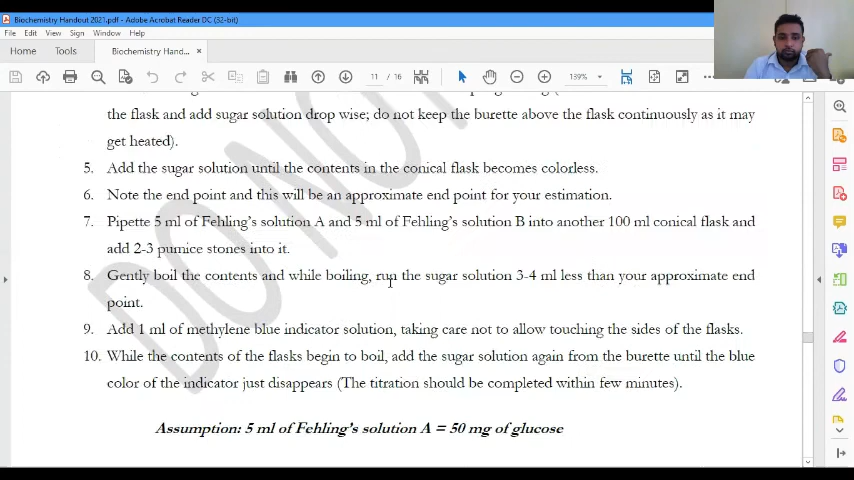 Biochemistry Handout 2021.pdf - Adobe Acrobat Reader DC (32-bit)
File Edit View Sign Window Help
Home Tools Biochemistry Hand... ×
11 / 16 139%
the flask and add sugar solution drop wise; do not keep the burette above the flask continuously as it may
get heated).
5. Add the sugar solution until the contents in the conical flask becomes colorless.
6. Note the end point and this will be an approximate end point for your estimation.
7. Pipette 5 ml of Fehling's solution A and 5 ml of Fehling's solution B into another 100 ml conical flask and
add 2-3 pumice stones into it.
8. Gently boil the contents and while boiling, run the sugar solution 3-4 ml less than your approximate end
point.
9. Add 1 ml of methylene blue indicator solution, taking care not to allow touching the sides of the flasks.
10. While the contents of the flasks begin to boil, add the sugar solution again from the burette until the blue
color of the indicator just disappears (The titration should be completed within few minutes).
Assumption: 5 ml of Fehling's solution A = 50 mg of glucose
DO NO